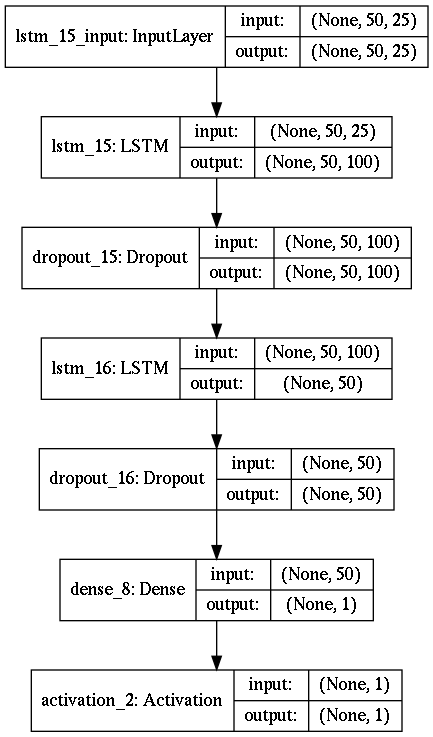 lstm_15_input: InputLayer
input: (None, 50, 25)
output: (None, 50, 25)
lstm_15: LSTM
input: (None, 50, 25)
output: (None, 50, 100)
dropout_15: Dropout
input: (None, 50, 100)
output: (None, 50, 100)
lstm_16: LSTM
input: (None, 50, 100)
output: (None, 50)
dropout_16: Dropout
input: (None, 50)
output: (None, 50)
dense_8: Dense
input: (None, 50)
output: (None, 1)
activation_2: Activation
input: (None, 1)
output: (None, 1)